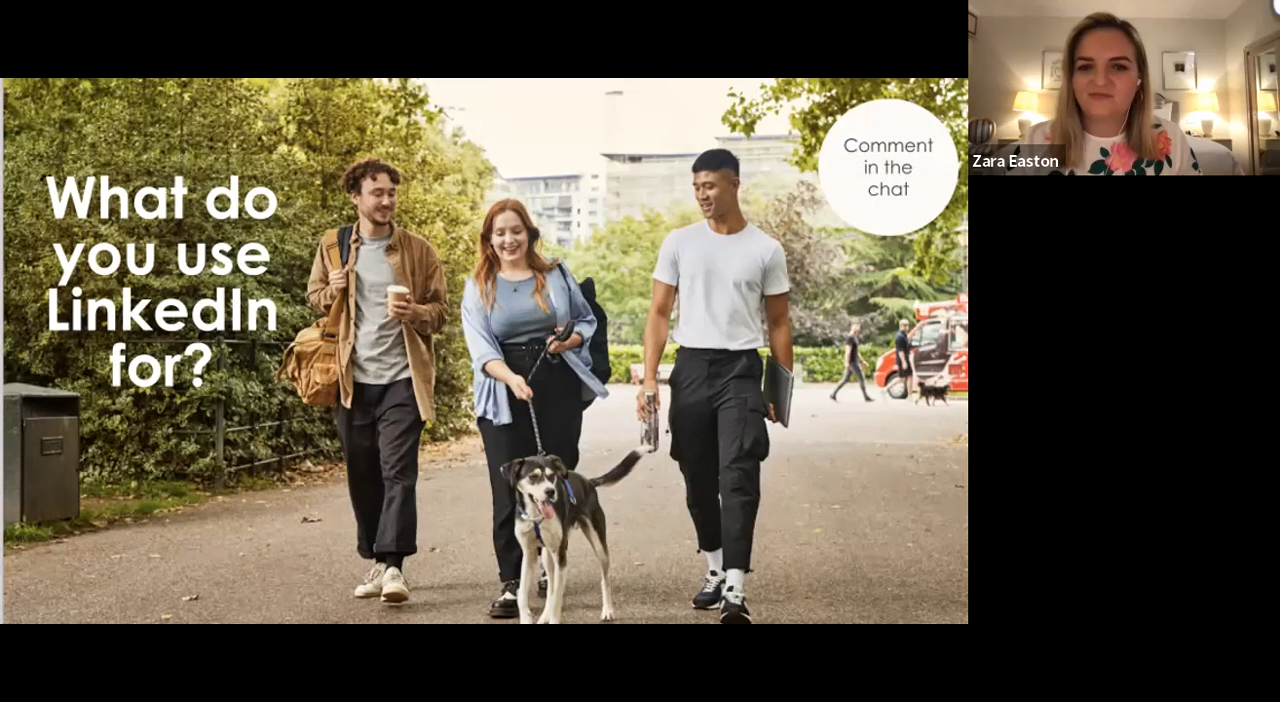 What do
you use
LinkedIn
for?
Comment
in the
chat
Zara Easton